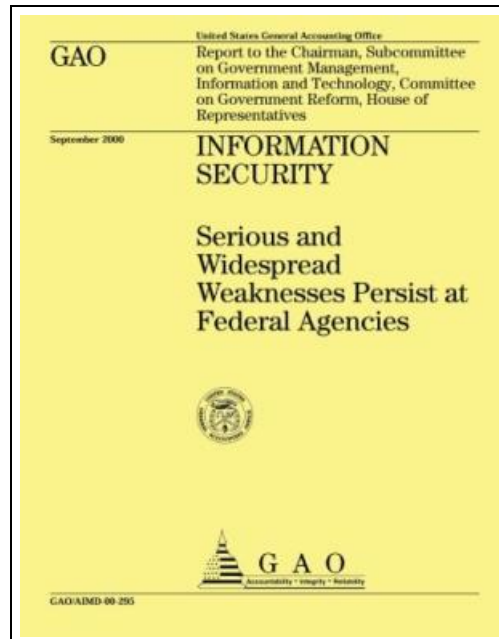 United States General Accounting Office
GAO
Report to the Chairman, Subcommittee
on Government Management,
Information and Technology, Committee
on Government Reform, House of
Representatives
September 2000
INFORMATION
SECURITY
Serious and
Widespread
Weaknesses Persist at
Federal Agencies
G A O
Accountability * Integrity * Reliability
GAO/AIMD-00-295